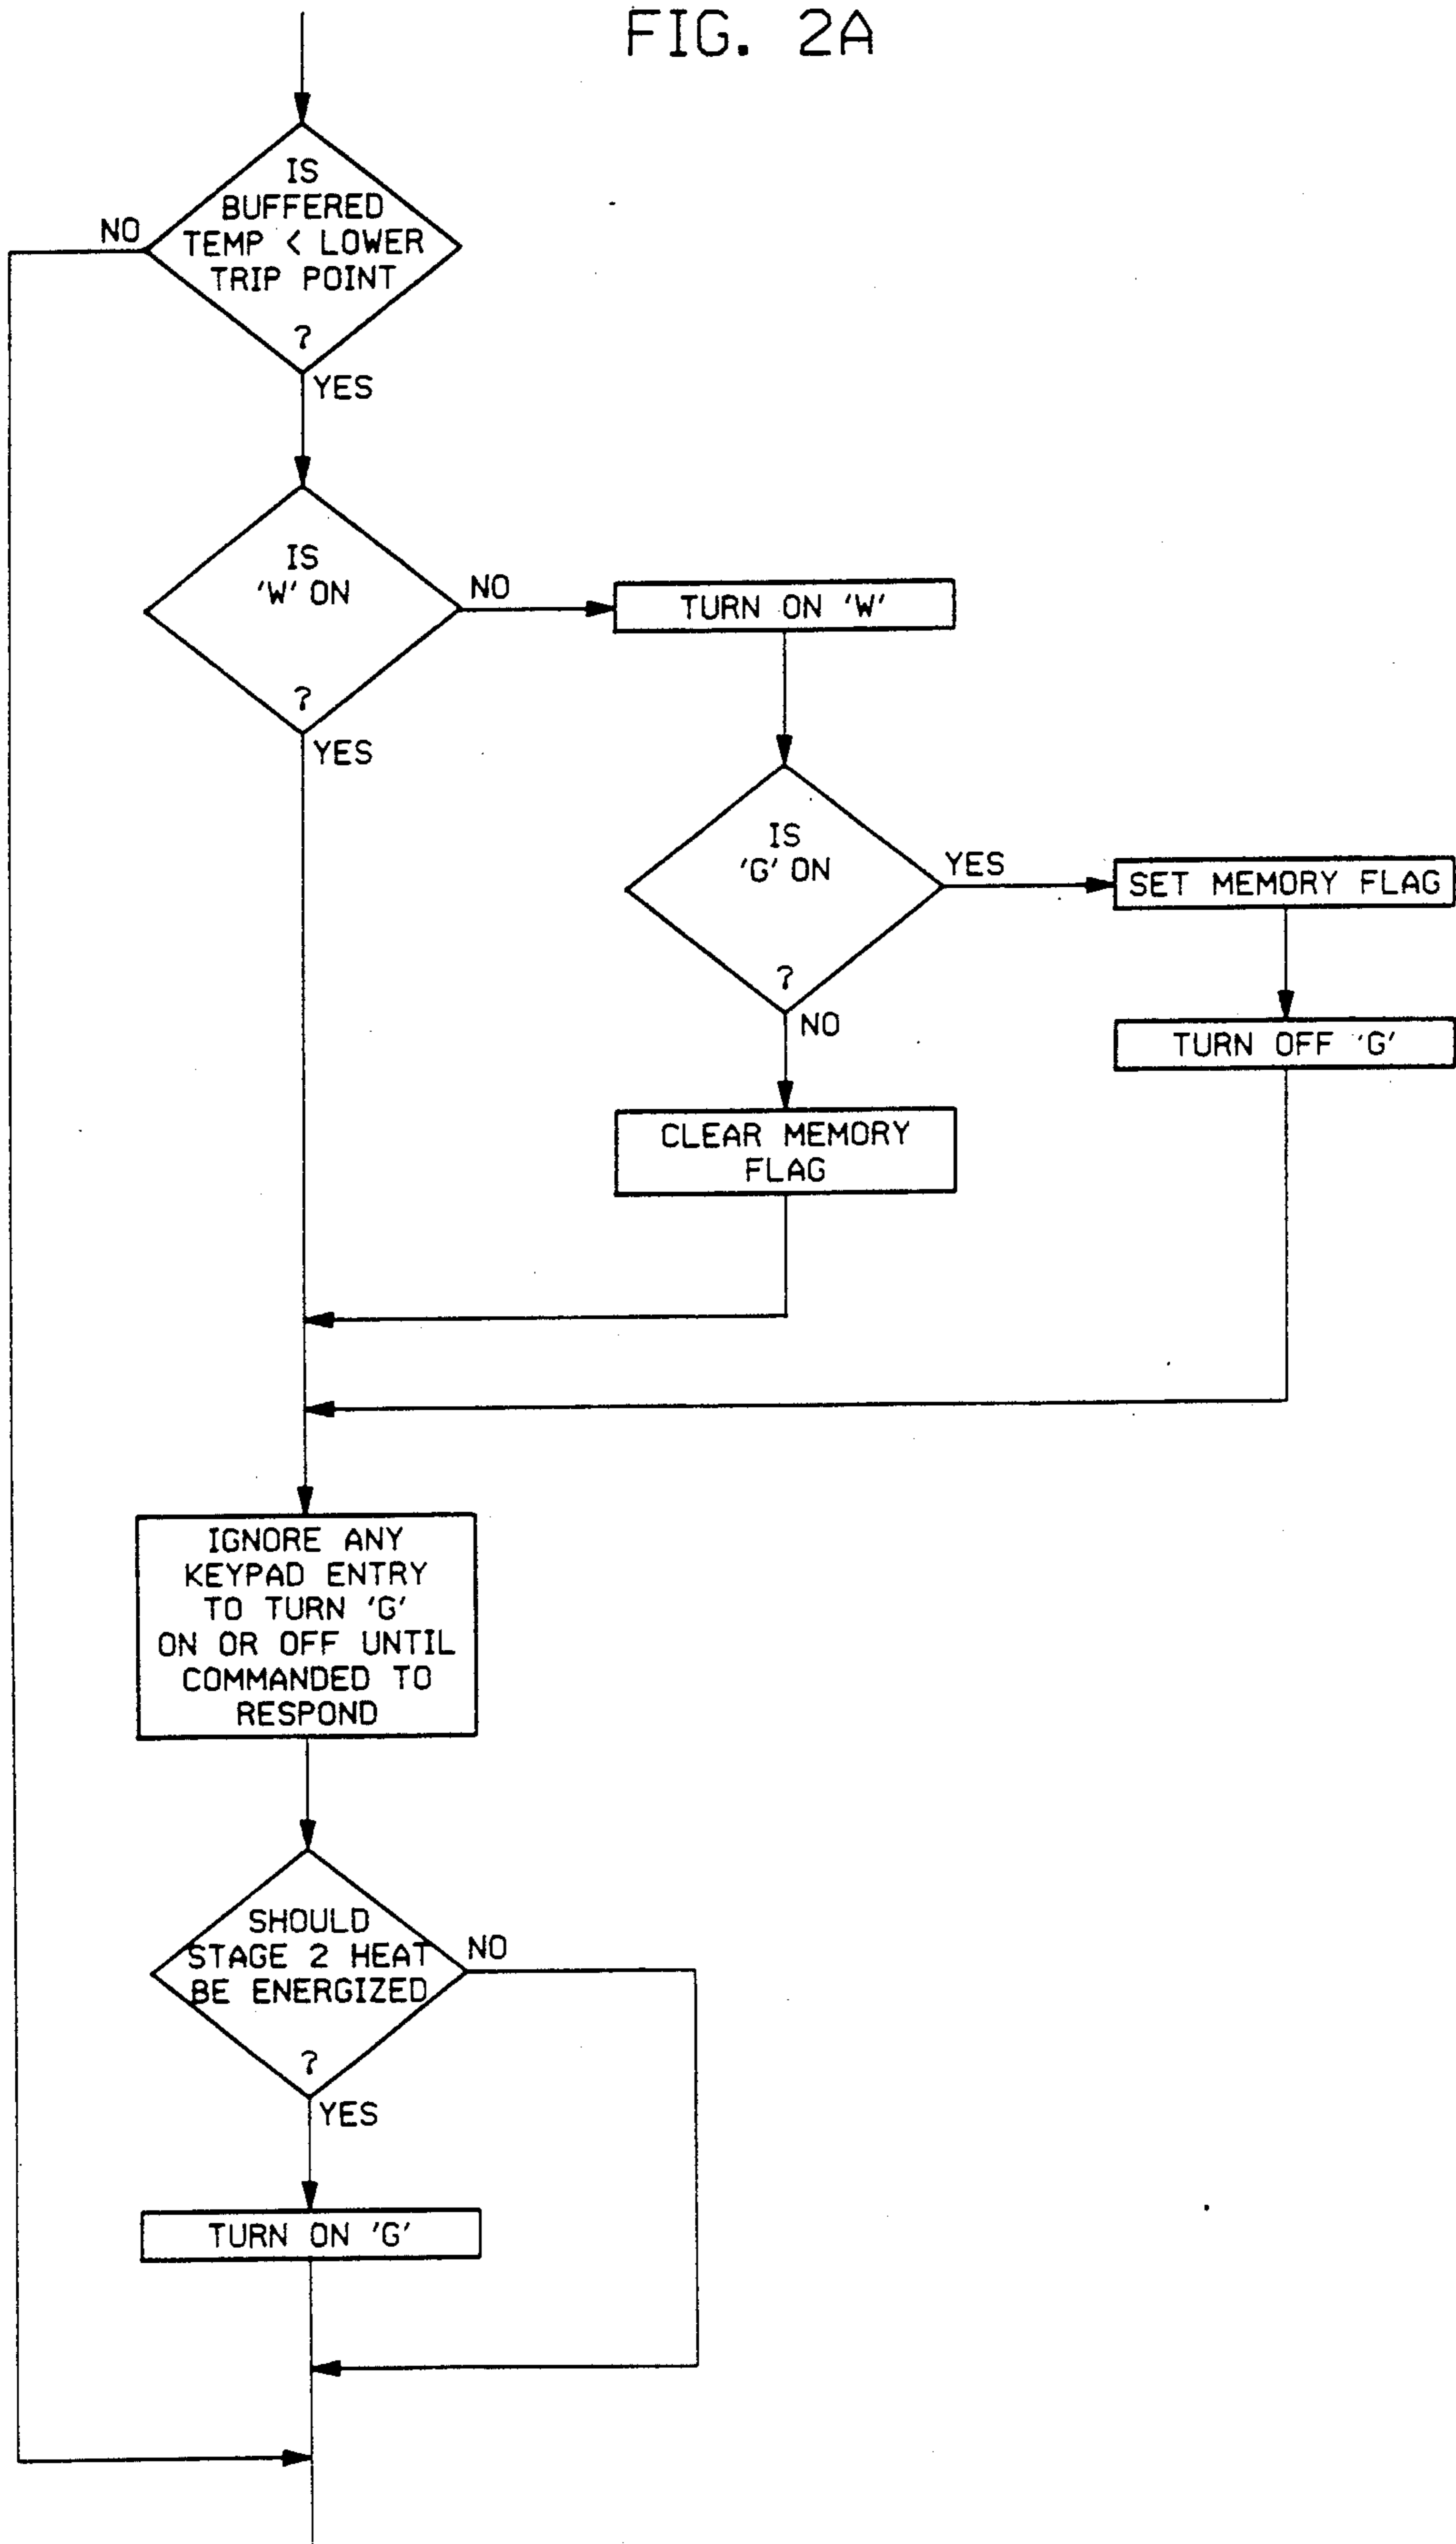 FIG. 2A
IS
BUFFERED
TEMP < LOWER
TRIP POINT
?
NO
YES
IS
'W' ON
?
NO
YES
TURN ON 'W'
IS
'G' ON
?
YES
NO
SET MEMORY FLAG
TURN OFF 'G'
CLEAR MEMORY
FLAG
IGNORE ANY
KEYPAD ENTRY
TO TURN 'G'
ON OR OFF UNTIL
COMMANDED TO
RESPOND
SHOULD
STAGE 2 HEAT
BE ENERGIZED
?
NO
YES
TURN ON 'G'